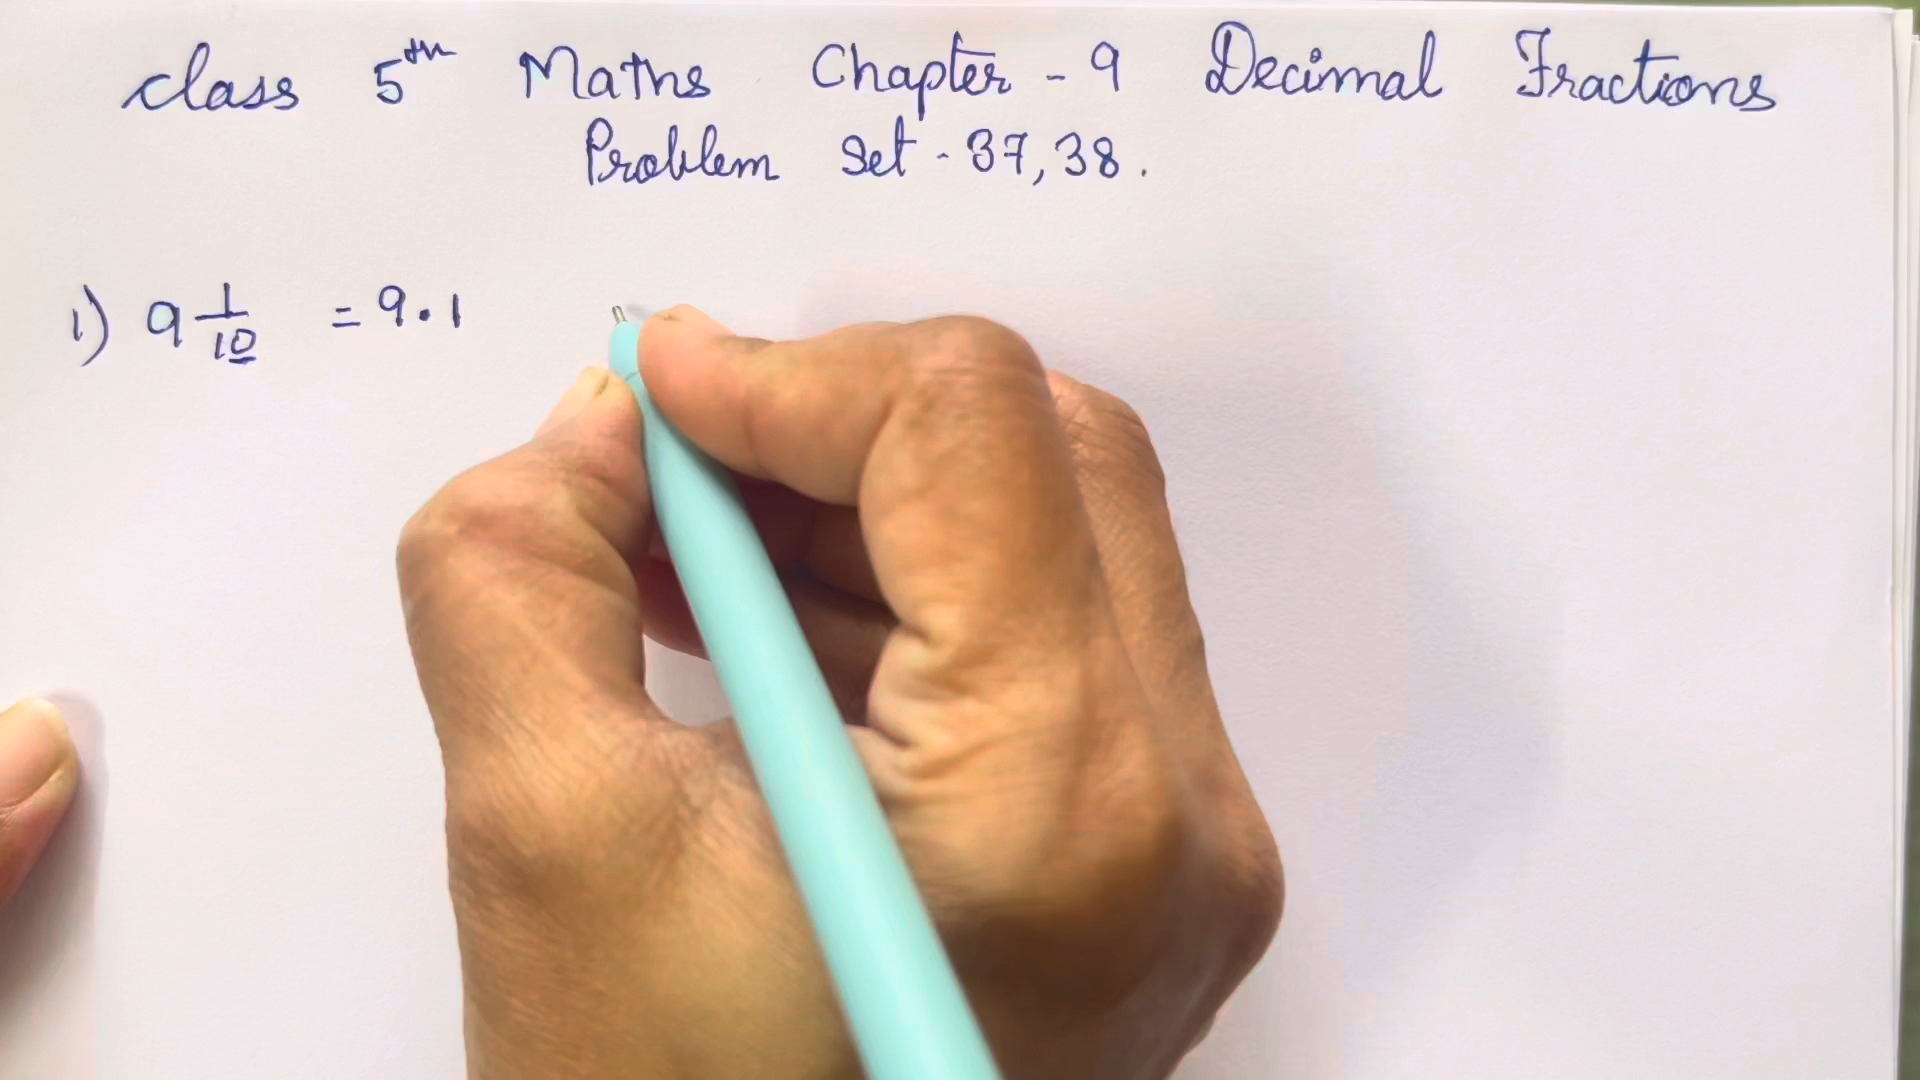 class 5th Maths Chapter - 9 Decimal Fractions
Problem Set - 37,38.
1) 9 1/10 = 9.1